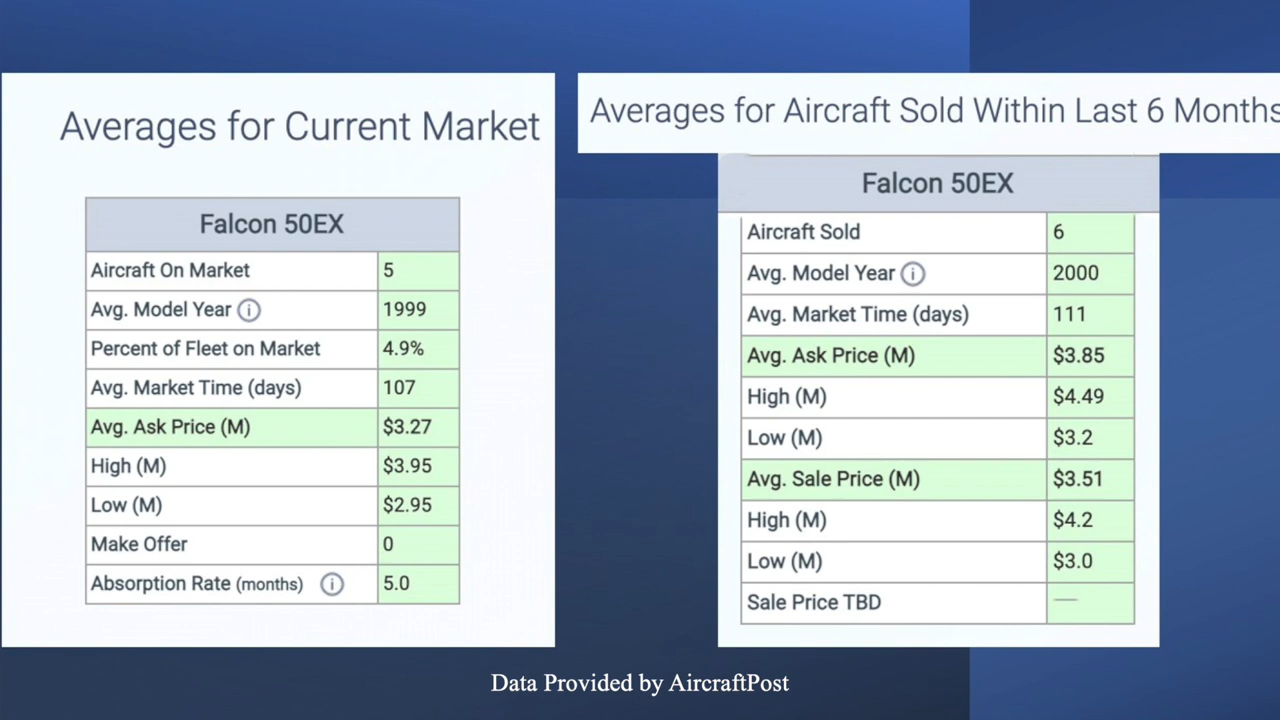 Averages for Current Market
Falcon 50EX
Aircraft On Market 5
Avg. Model Year i 1999
Percent of Fleet on Market 4.9%
Avg. Market Time (days) 107
Avg. Ask Price (M) $3.27
High (M) $3.95
Low (M) $2.95
Make Offer 0
Absorption Rate (months) i 5.0
Averages for Aircraft Sold Within Last 6 Months
Falcon 50EX
Aircraft Sold 6
Avg. Model Year i 2000
Avg. Market Time (days) 111
Avg. Ask Price (M) $3.85
High (M) $4.49
Low (M) $3.2
Avg. Sale Price (M) $3.51
High (M) $4.2
Low (M) $3.0
Sale Price TBD —
Data Provided by AircraftPost